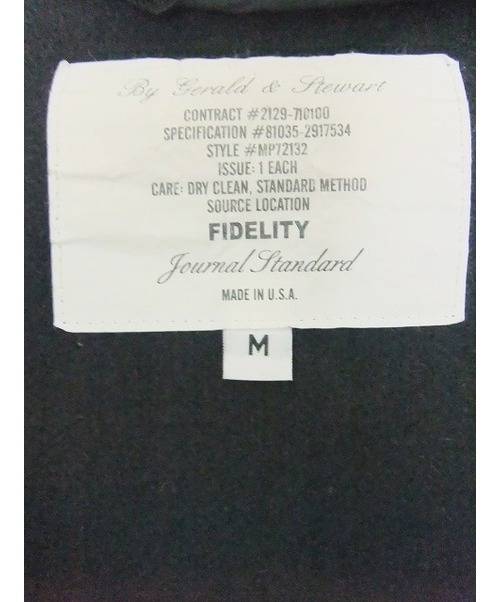 By Gerald & Stewart
CONTRACT #2129-710100
SPECIFICATION #81035-2917534
STYLE #MP72132
ISSUE: 1 EACH
CARE: DRY CLEAN, STANDARD METHOD
SOURCE LOCATION
FIDELITY
Journal Standard
MADE IN U.S.A.
M